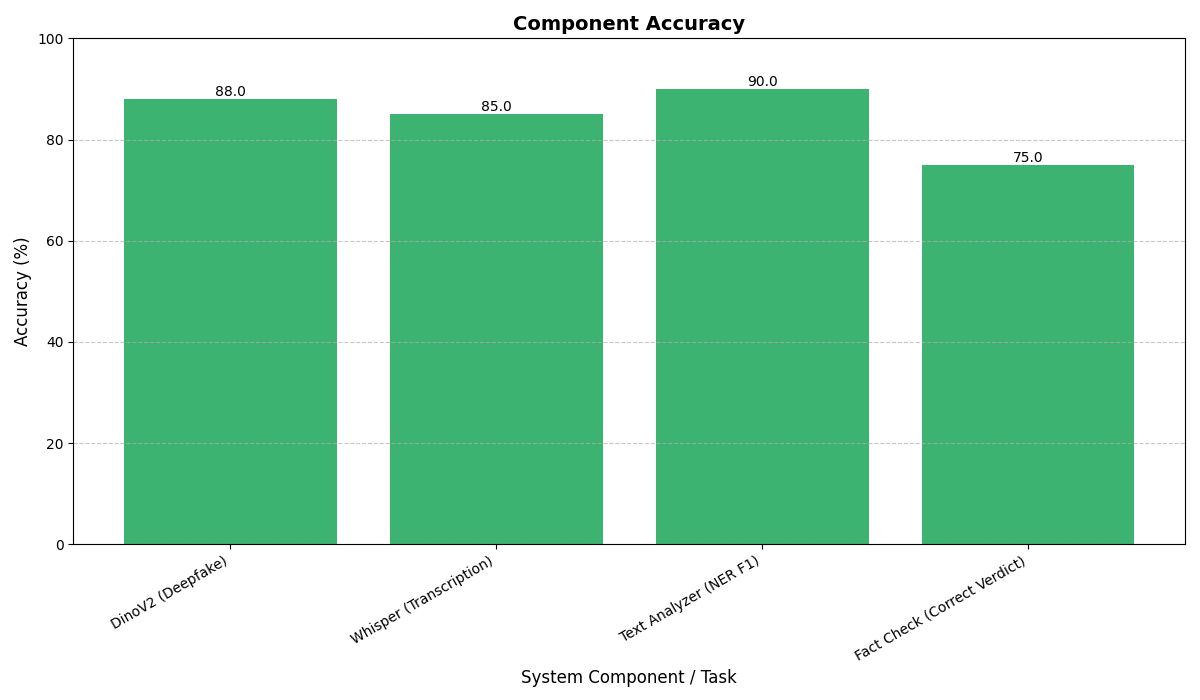 Component Accuracy
100
80
60
40
20
0
Accuracy (%)
88.0
85.0
90.0
75.0
DinoV2 (Deepfake)
Whisper (Transcription)
Text Analyzer (NER F1)
Fact Check (Correct Verdict)
System Component / Task